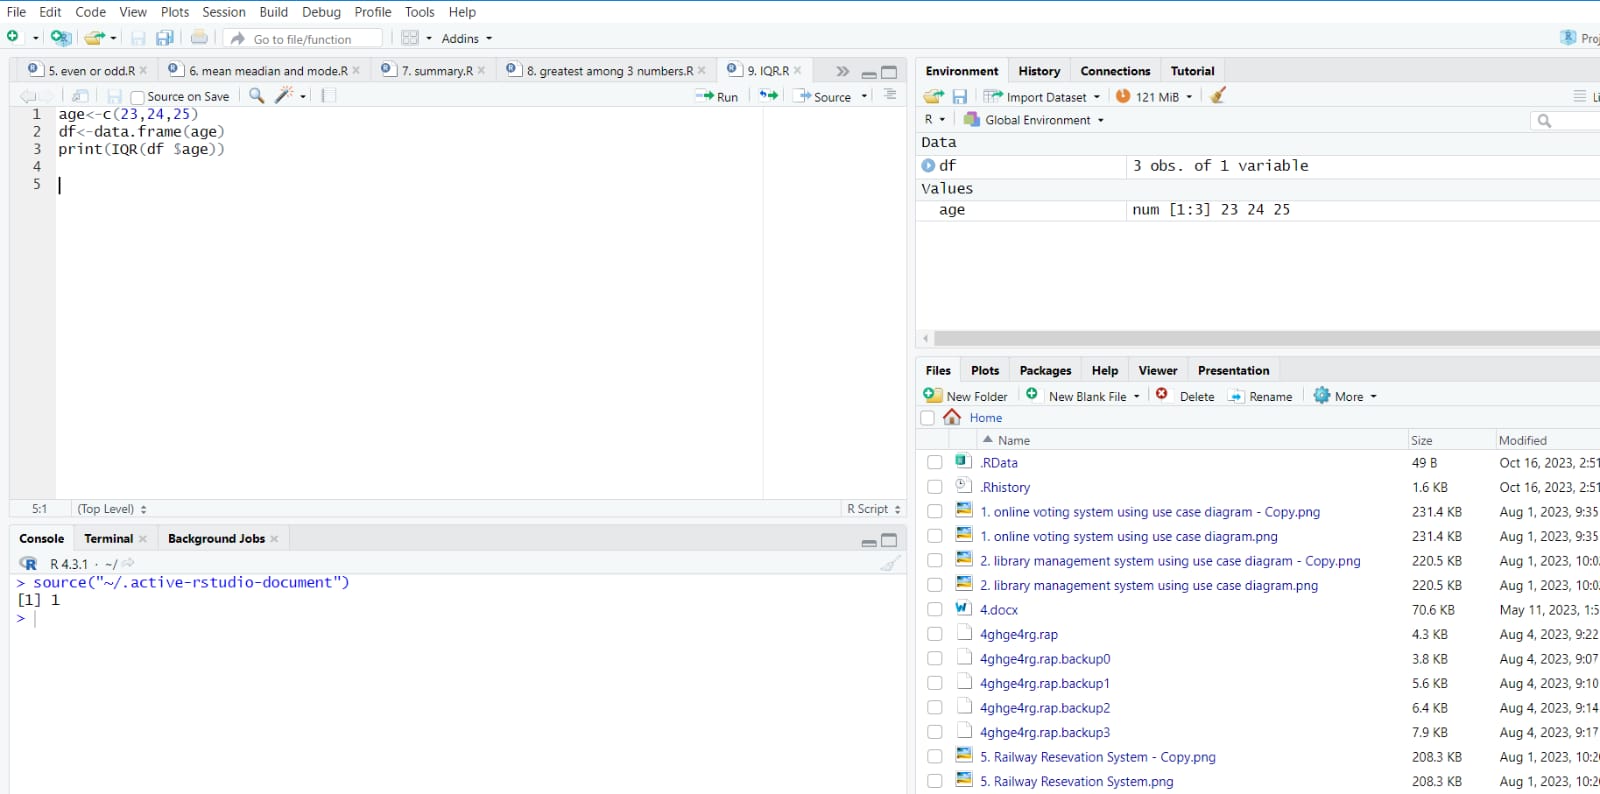 File Edit Code View Plots Session Build Debug Profile Tools Help
Go to file/function Addins
5. even or odd.R 6. mean meadian and mode.R 7. summary.R 8. greatest among 3 numbers.R 9. IQR.R
Source on Save Run Source
1 age<-c(23,24,25)
2 df<-data.frame(age)
3 print(IQR(df $age))
4
5
5:1 (Top Level) R Script
Console Terminal Background Jobs
R 4.3.1 · ~/
> source("~/.active-rstudio-document")
[1] 1
>
Environment History Connections Tutorial
Import Dataset 121 MiB
R Global Environment
Data
df 3 obs. of 1 variable
Values
age num [1:3] 23 24 25
Files Plots Packages Help Viewer Presentation
New Folder New Blank File Delete Rename More
Home
Name Size Modified
.RData 49 B Oct 16, 2023, 2:51
.Rhistory 1.6 KB Oct 16, 2023, 2:51
1. online voting system using use case diagram - Copy.png 231.4 KB Aug 1, 2023, 9:35
1. online voting system using use case diagram.png 231.4 KB Aug 1, 2023, 9:35
2. library management system using use case diagram - Copy.png 220.5 KB Aug 1, 2023, 10:0
2. library management system using use case diagram.png 220.5 KB Aug 1, 2023, 10:0
4.docx 70.6 KB May 11, 2023, 1:5
4ghge4rg.rap 4.3 KB Aug 4, 2023, 9:22
4ghge4rg.rap.backup0 3.8 KB Aug 4, 2023, 9:07
4ghge4rg.rap.backup1 5.6 KB Aug 4, 2023, 9:10
4ghge4rg.rap.backup2 6.4 KB Aug 4, 2023, 9:14
4ghge4rg.rap.backup3 7.9 KB Aug 4, 2023, 9:17
5. Railway Resevation System - Copy.png 208.3 KB Aug 1, 2023, 10:2
5. Railway Resevation System.png 208.3 KB Aug 1, 2023, 10:2